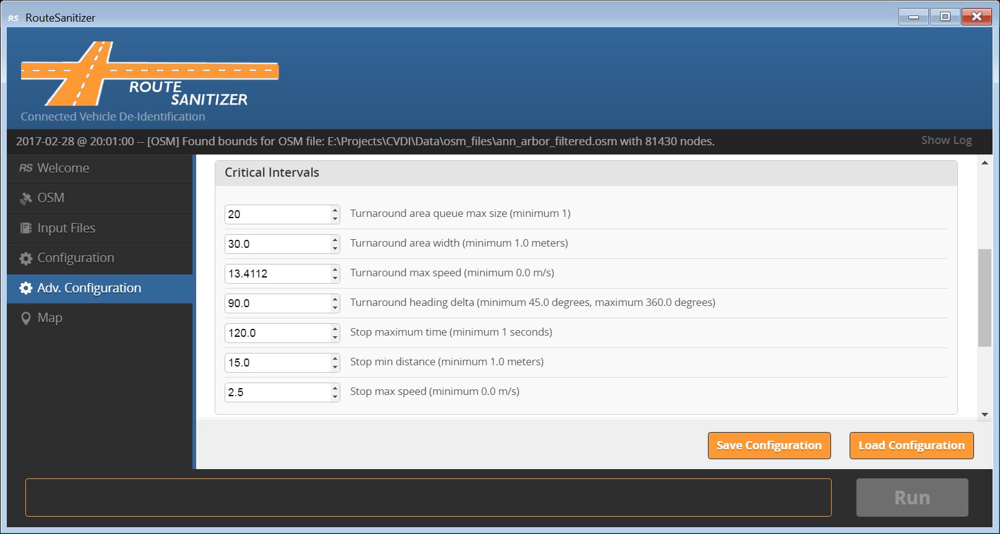 RS RouteSanitizer
ROUTE
SANITIZER
Connected Vehicle De-Identification
2017-02-28 @ 20:01:00 -- [OSM] Found bounds for OSM file: E:\Projects\CVDI\Data\osm_files\ann_arbor_filtered.osm with 81430 nodes.
Show Log
RS Welcome
OSM
Input Files
Configuration
Adv. Configuration
Map
Critical Intervals
20 Turnaround area queue max size (minimum 1)
30.0 Turnaround area width (minimum 1.0 meters)
13.4112 Turnaround max speed (minimum 0.0 m/s)
90.0 Turnaround heading delta (minimum 45.0 degrees, maximum 360.0 degrees)
120.0 Stop maximum time (minimum 1 seconds)
15.0 Stop min distance (minimum 1.0 meters)
2.5 Stop max speed (minimum 0.0 m/s)
Save Configuration
Load Configuration
Run